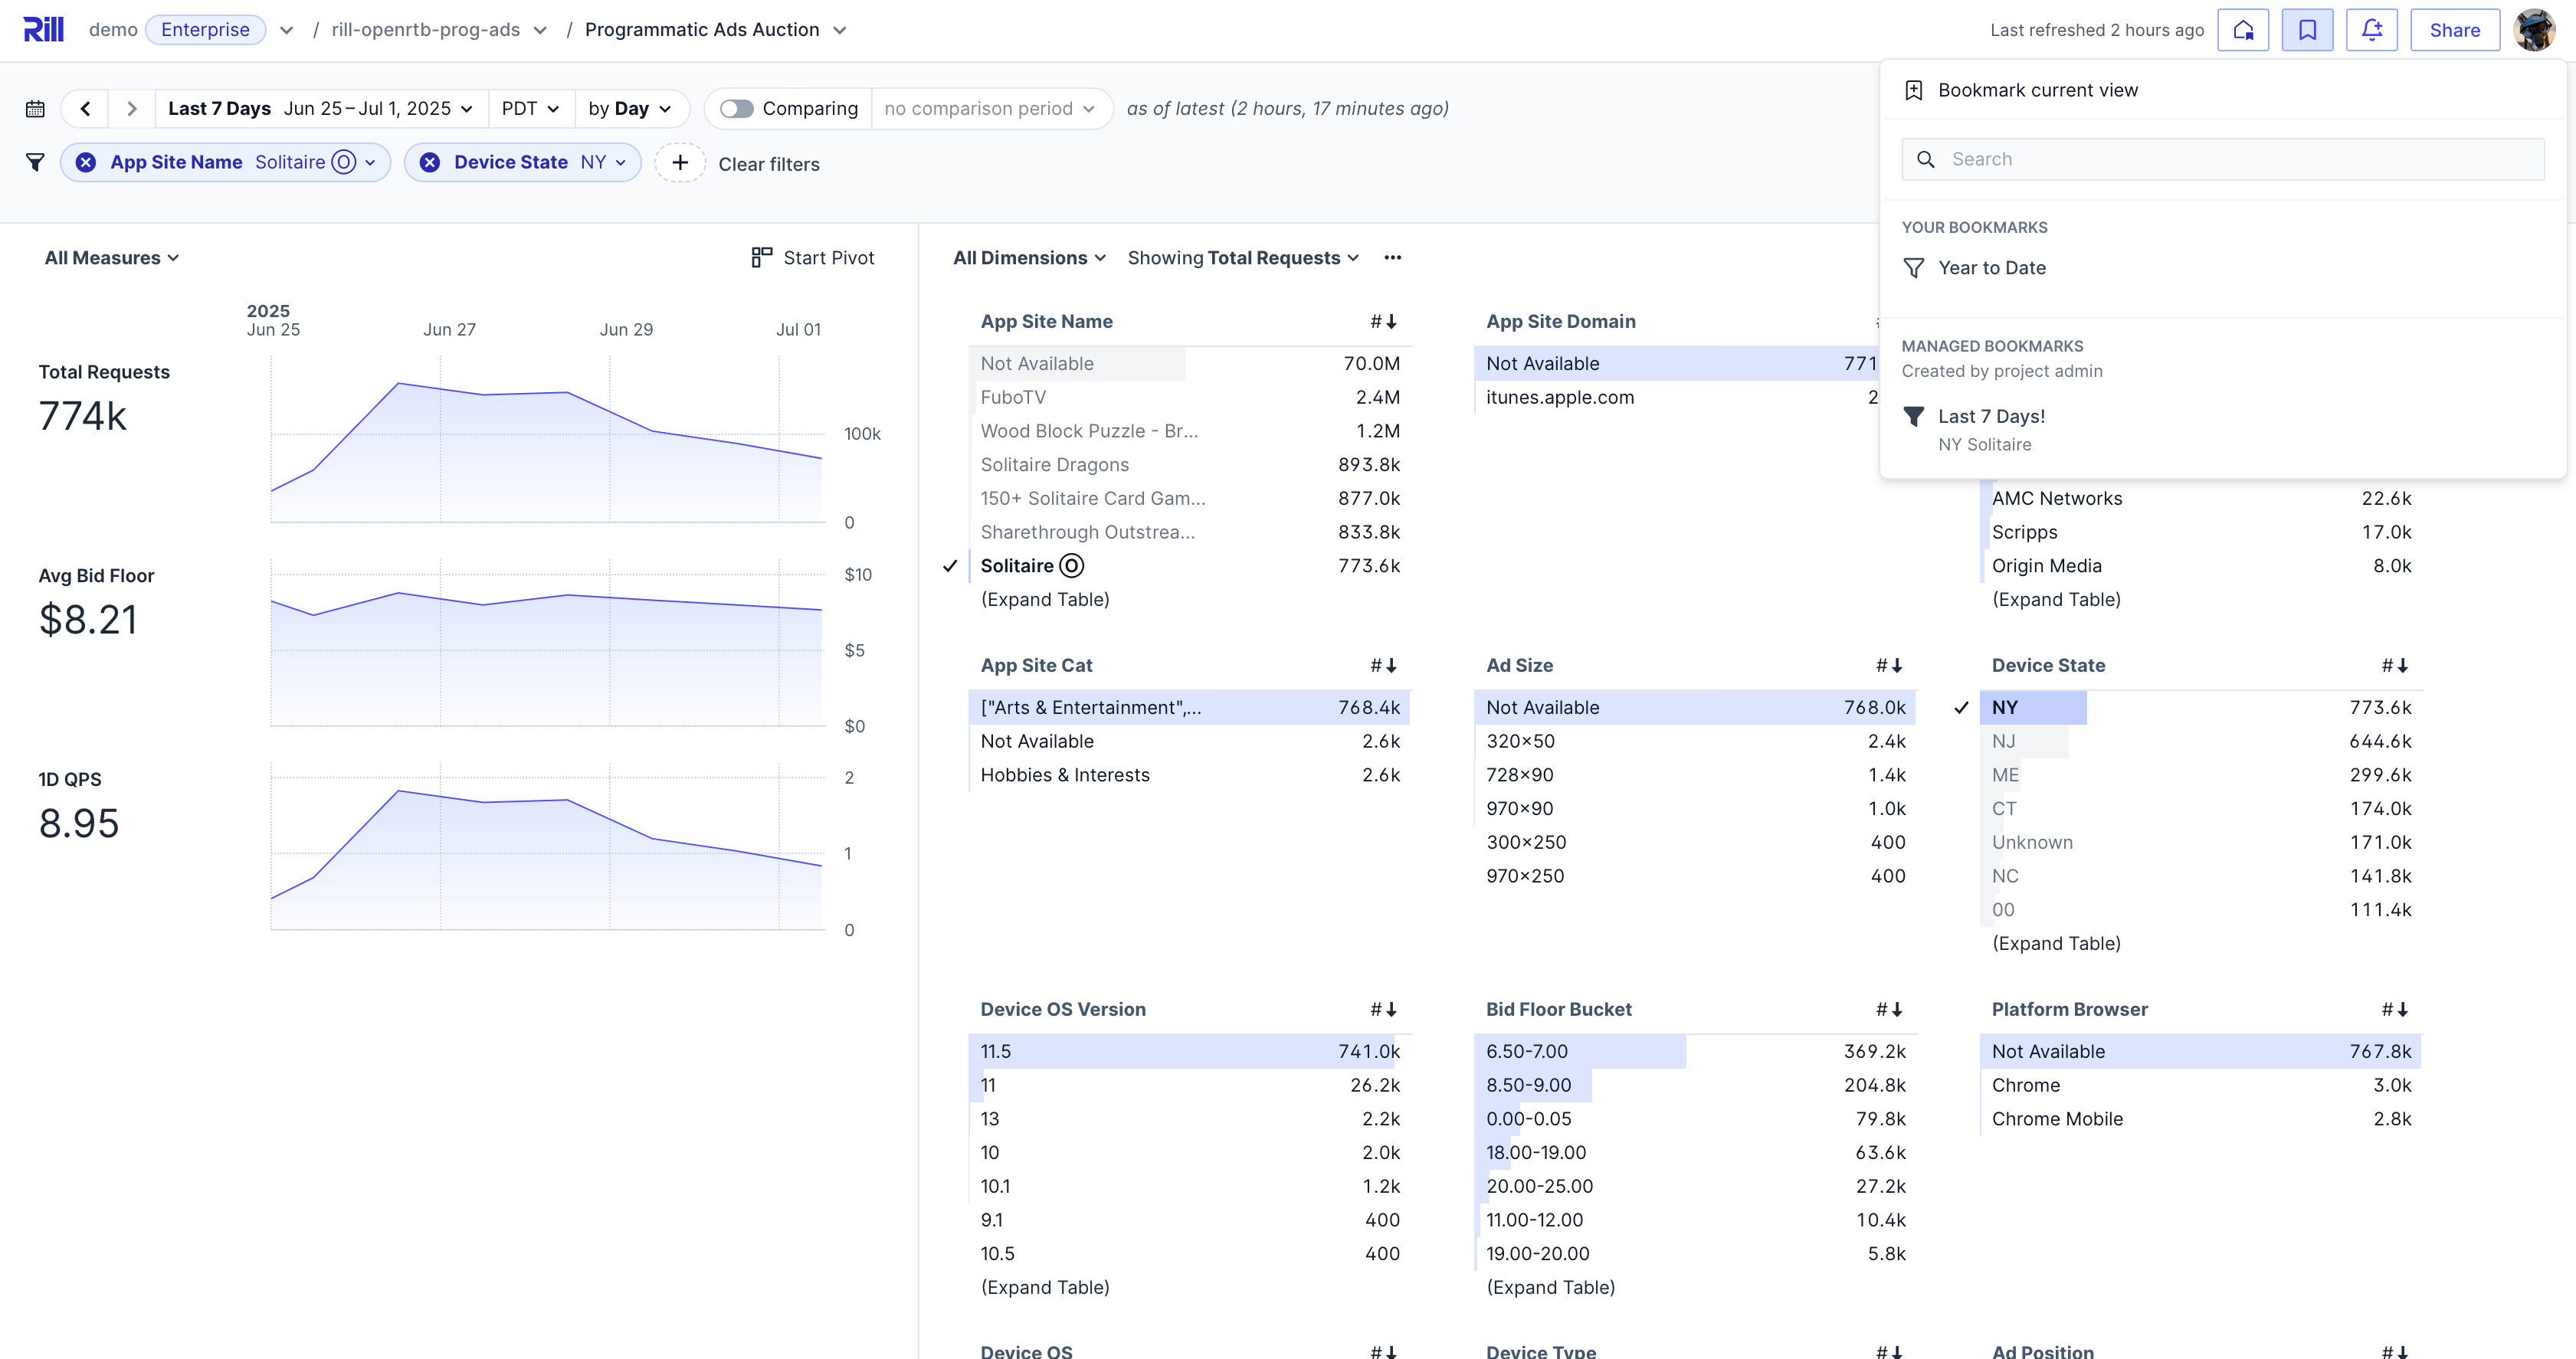 Rill demo Enterprise / rill-openrtb-prog-ads / Programmatic Ads Auction
Last refreshed 2 hours ago Share
Last 7 Days Jun 25 – Jul 1, 2025 PDT by Day Comparing no comparison period as of latest (2 hours, 17 minutes ago)
App Site Name Solitaire O Device State NY + Clear filters
Bookmark current view
Search
YOUR BOOKMARKS
Year to Date
MANAGED BOOKMARKS
Created by project admin
Last 7 Days!
NY Solitaire
All Measures Start Pivot
2025
Jun 25 Jun 27 Jun 29 Jul 01
Total Requests
774k
100k
0
Avg Bid Floor
$8.21
$10
$5
$0
1D QPS
8.95
2
1
0
All Dimensions Showing Total Requests
App Site Name #
Not Available 70.0M
FuboTV 2.4M
Wood Block Puzzle - Br... 1.2M
Solitaire Dragons 893.8k
150+ Solitaire Card Gam... 877.0k
Sharethrough Outstrea... 833.8k
Solitaire O 773.6k
(Expand Table)
App Site Domain
Not Available 771
itunes.apple.com 2
AMC Networks 22.6k
Scripps 17.0k
Origin Media 8.0k
(Expand Table)
App Site Cat #
["Arts & Entertainment",... 768.4k
Not Available 2.6k
Hobbies & Interests 2.6k
Ad Size #
Not Available 768.0k
320×50 2.4k
728×90 1.4k
970×90 1.0k
300×250 400
970×250 400
Device State #
NY 773.6k
NJ 644.6k
ME 299.6k
CT 174.0k
Unknown 171.0k
NC 141.8k
00 111.4k
(Expand Table)
Device OS Version #
11.5 741.0k
11 26.2k
13 2.2k
10 2.0k
10.1 1.2k
9.1 400
10.5 400
(Expand Table)
Bid Floor Bucket #
6.50-7.00 369.2k
8.50-9.00 204.8k
0.00-0.05 79.8k
18.00-19.00 63.6k
20.00-25.00 27.2k
11.00-12.00 10.4k
19.00-20.00 5.8k
(Expand Table)
Platform Browser #
Not Available 767.8k
Chrome 3.0k
Chrome Mobile 2.8k
Device OS #
Device Type #
Ad Position #